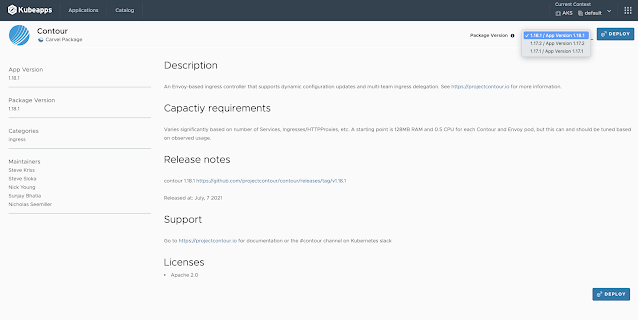 Kubeapps Applications Catalog Current Context
AKS default
Contour
Carvel Package
Package Version
1.18.1 / App Version 1.18.1
1.17.2 / App Version 1.17.2
1.17.1 / App Version 1.17.1
DEPLOY
App Version
1.18.1
Package Version
1.18.1
Categories
ingress
Maintainers
Steve Kriss
Steve Sloka
Nick Young
Sunjay Bhatia
Nicholas Seemiller
Description
An Envoy-based ingress controller that supports dynamic configuration updates and multi-team ingress delegation. See https://projectcontour.io for more information.
Capactiy requirements
Varies significantly based on number of Services, Ingresses/HTTPProxies, etc. A starting point is 128MB RAM and 0.5 CPU for each Contour and Envoy pod, but this can and should be tuned
based on observed usage.
Release notes
contour 1.18.1 https://github.com/projectcontour/contour/releases/tag/v1.18.1
Released at: July, 7 2021
Support
Go to https://projectcontour.io for documentation or the #contour channel on Kubernetes slack
Licenses
• Apache 2.0
DEPLOY